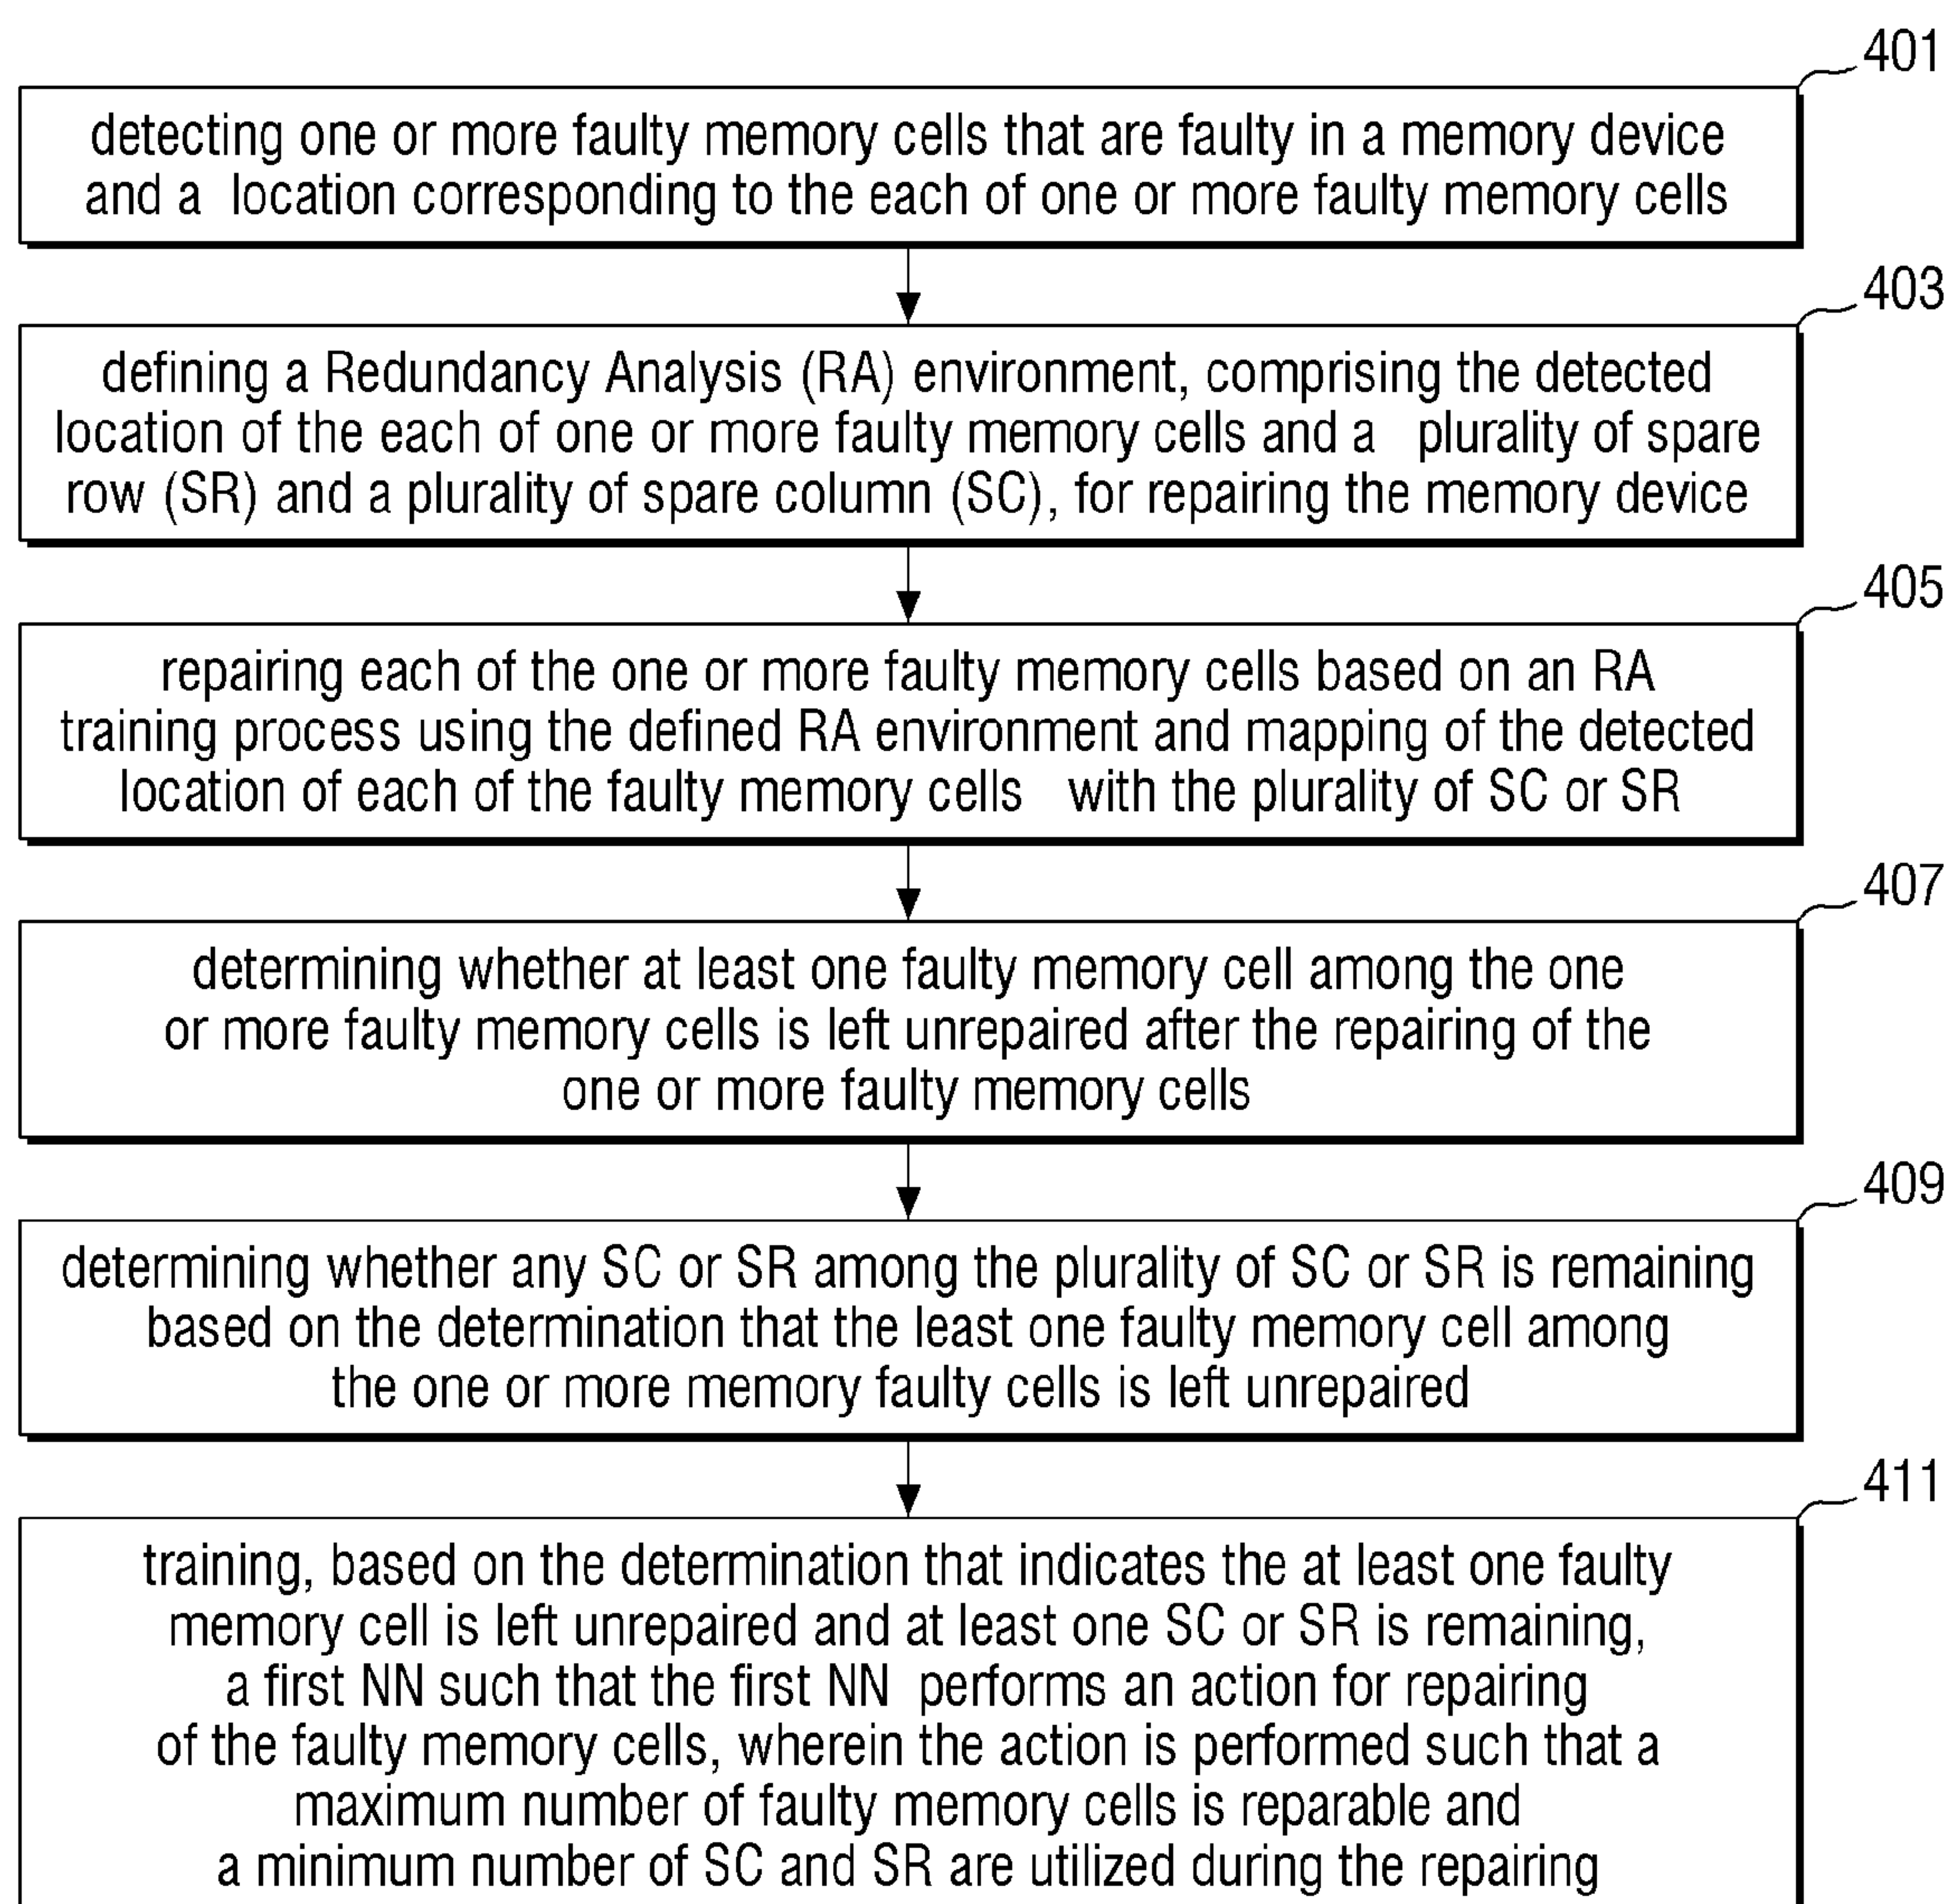 401
detecting one or more faulty memory cells that are faulty in a memory device
and a location corresponding to the each of one or more faulty memory cells
403
defining a Redundancy Analysis (RA) environment, comprising the detected
location of the each of one or more faulty memory cells and a plurality of spare
row (SR) and a plurality of spare column (SC), for repairing the memory device
405
repairing each of the one or more faulty memory cells based on an RA
training process using the defined RA environment and mapping of the detected
location of each of the faulty memory cells with the plurality of SC or SR
407
determining whether at least one faulty memory cell among the one
or more faulty memory cells is left unrepaired after the repairing of the
one or more faulty memory cells
409
determining whether any SC or SR among the plurality of SC or SR is remaining
based on the determination that the least one faulty memory cell among
the one or more memory faulty cells is left unrepaired
411
training, based on the determination that indicates the at least one faulty
memory cell is left unrepaired and at least one SC or SR is remaining,
a first NN such that the first NN performs an action for repairing
of the faulty memory cells, wherein the action is performed such that a
maximum number of faulty memory cells is reparable and
a minimum number of SC and SR are utilized during the repairing